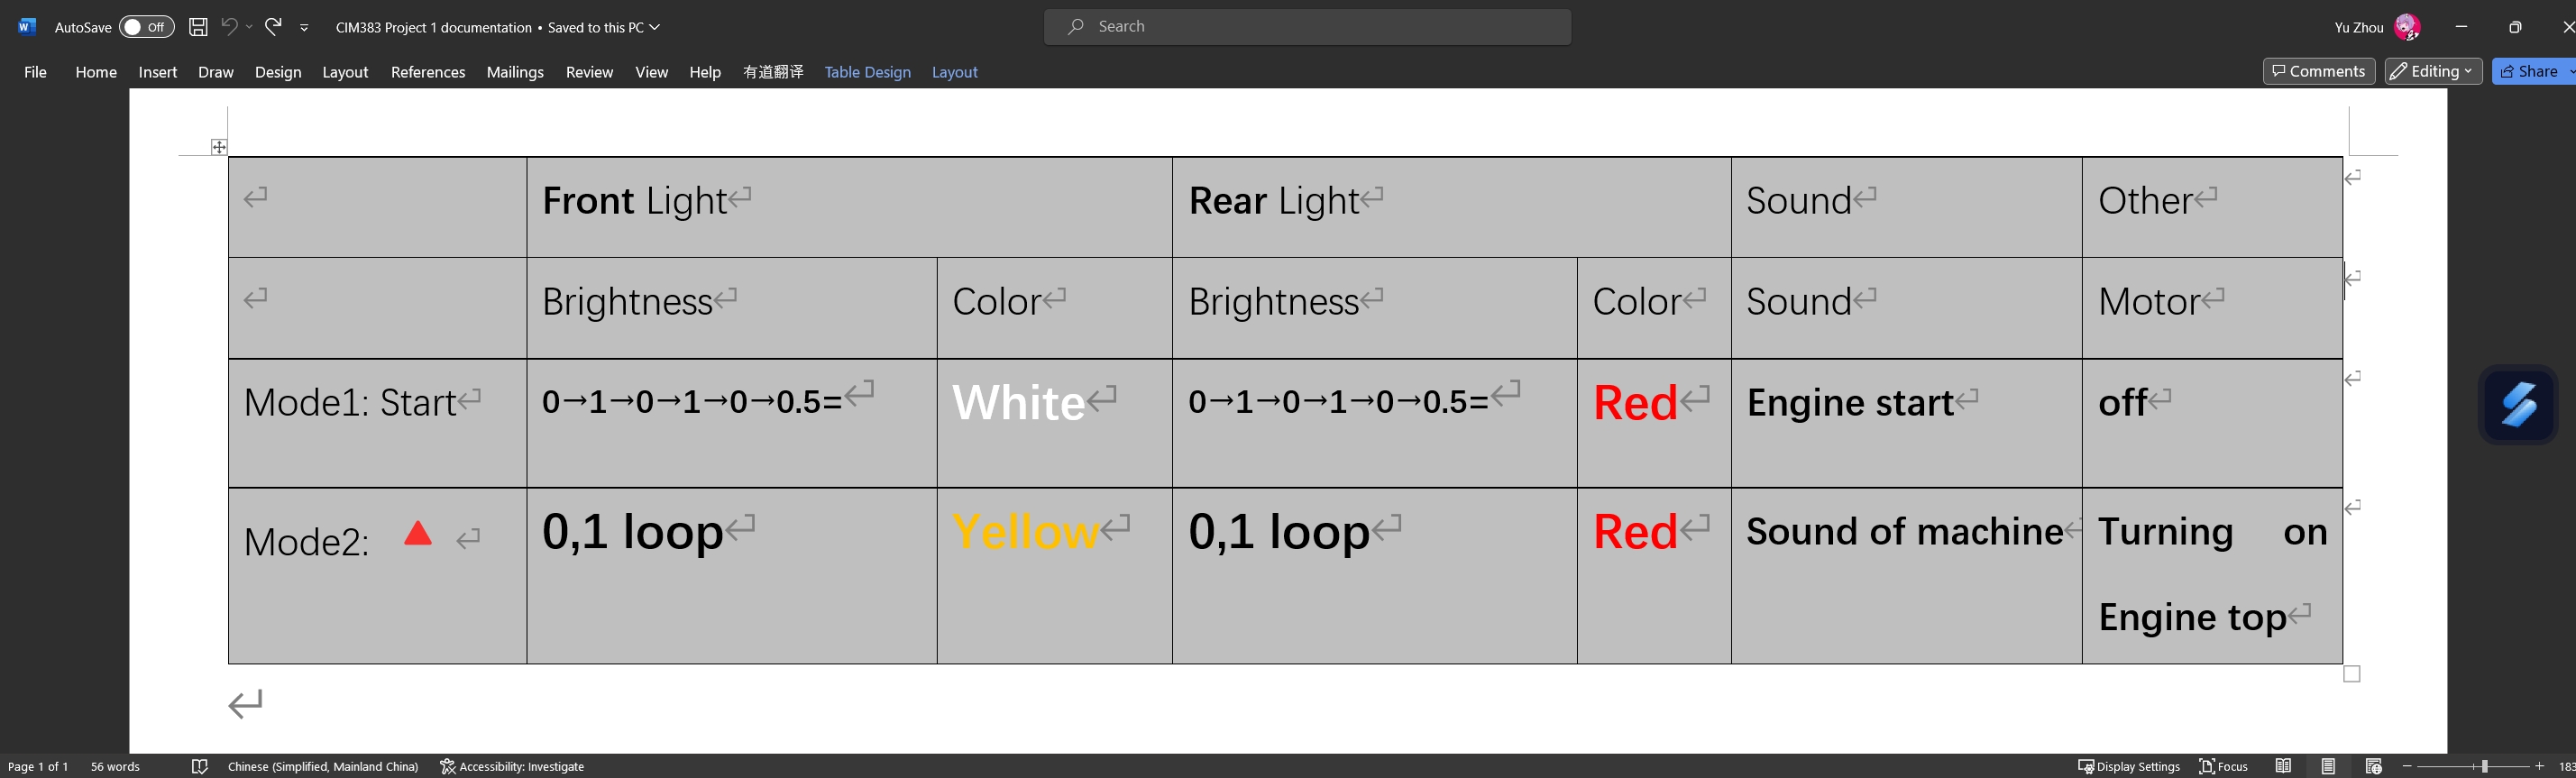 AutoSave Off CIM383 Project 1 documentation • Saved to this PC Search Yu Zhou
File Home Insert Draw Design Layout References Mailings Review View Help 有道翻译 Table Design Layout Comments Editing Share
Front Light Rear Light Sound Other
Brightness Color Brightness Color Sound Motor
Mode1: Start 0→1→0→1→0→0.5= White 0→1→0→1→0→0.5= Red Engine start off
Mode2: 🔺 0,1 loop Yellow 0,1 loop Red Sound of machine Turning on
Engine top
Page 1 of 1 56 words Chinese (Simplified, Mainland China) Accessibility: Investigate Display Settings Focus